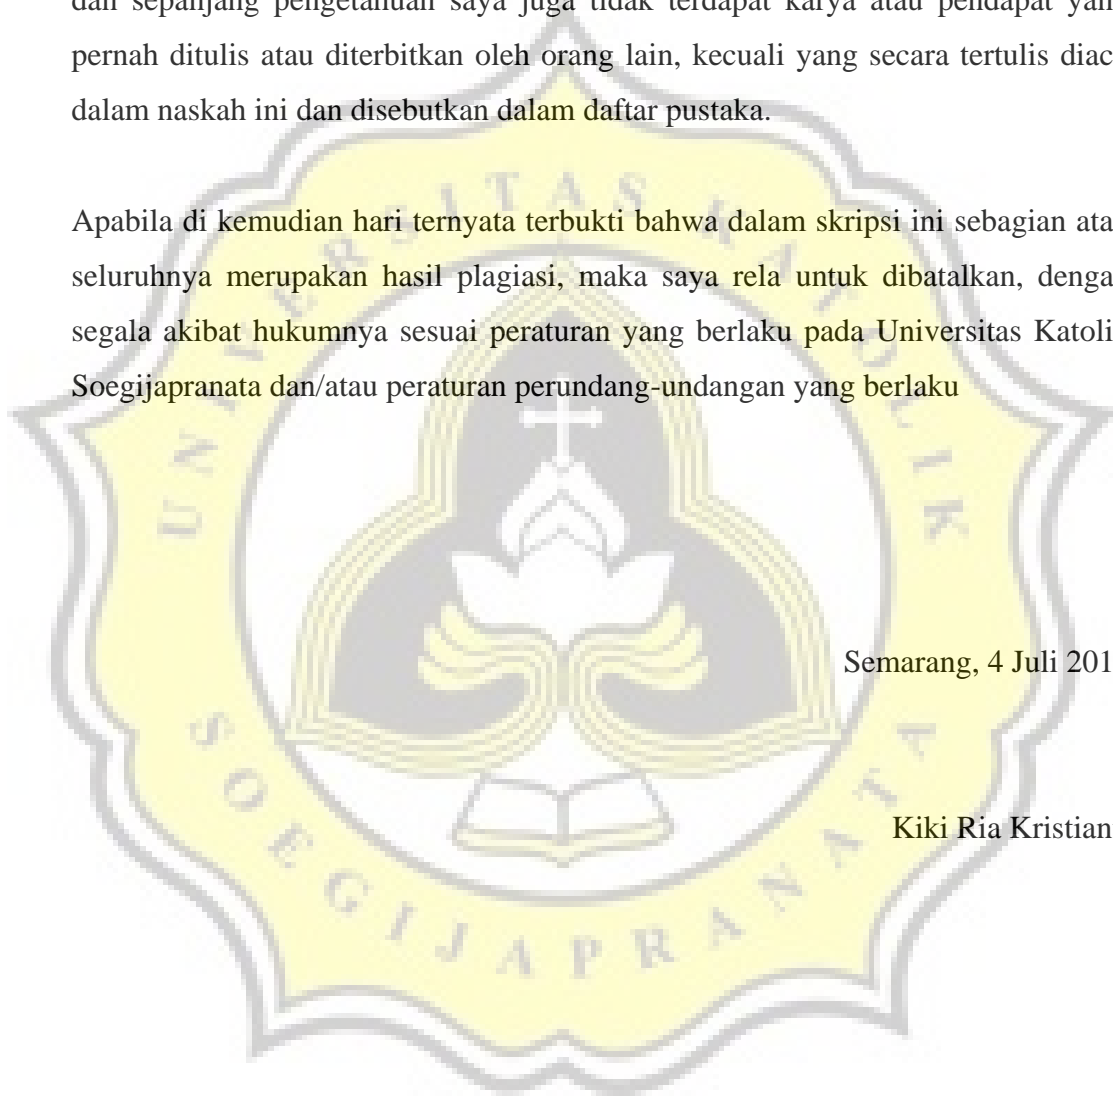 dan sepanjang pengetahuan saya juga tidak terdapat karya atau pendapat yan
pernah ditulis atau diterbitkan oleh orang lain, kecuali yang secara tertulis diac
dalam naskah ini dan disebutkan dalam daftar pustaka.
Apabila di kemudian hari ternyata terbukti bahwa dalam skripsi ini sebagian ata
seluruhnya merupakan hasil plagiasi, maka saya rela untuk dibatalkan, denga
segala akibat hukumnya sesuai peraturan yang berlaku pada Universitas Katoli
Soegijapranata dan/atau peraturan perundang-undangan yang berlaku
Semarang, 4 Juli 201
Kiki Ria Kristian
UNIVERSITAS KATOLIK
SOEGIJAPRANATA